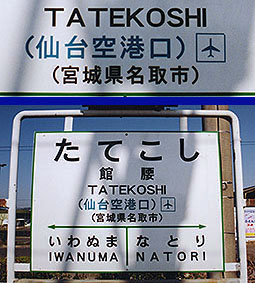 TATEKOSHI
(仙台空港口)
(宮城県名取市)
たてこし
館腰
TATEKOSHI
(仙台空港口)
(宮城県名取市)
いわぬま なとり
IWANUMA NATORI